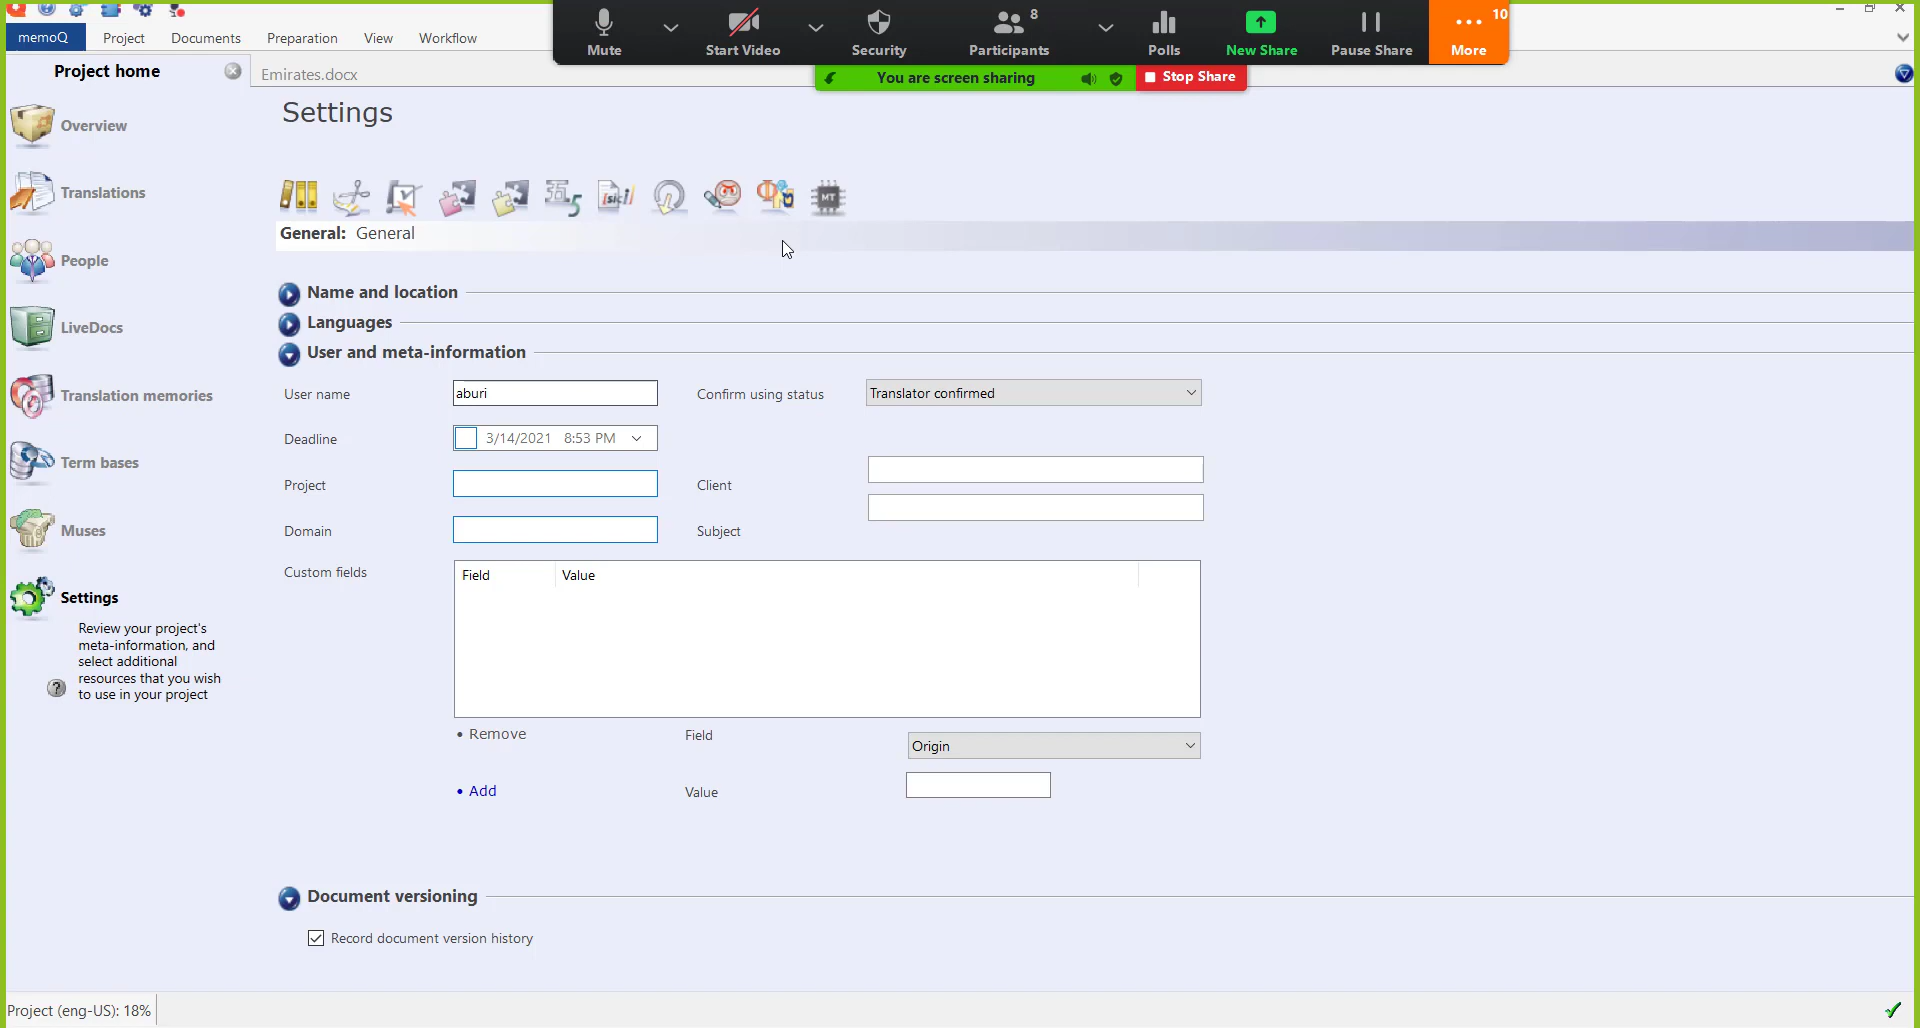 Mute
Start Video
Security
Participants
8
Polls
New Share
Pause Share
More
10
You are screen sharing
Stop Share
memoQ
Project
Documents
Preparation
View
Workflow
Project home
Emirates.docx
Overview
Translations
People
LiveDocs
Translation memories
Term bases
Muses
Settings
Review your project's
meta-information, and
select additional
resources that you wish
to use in your project
Settings
五5
[sic]
MT
General: General
Name and location
Languages
User and meta-information
User name
aburi
Confirm using status
Translator confirmed
Deadline
3/14/2021 8:53 PM
Project
Client
Domain
Subject
Custom fields
Field
Value
• Remove
Field
Origin
• Add
Value
Document versioning
Record document version history
Project (eng-US): 18%